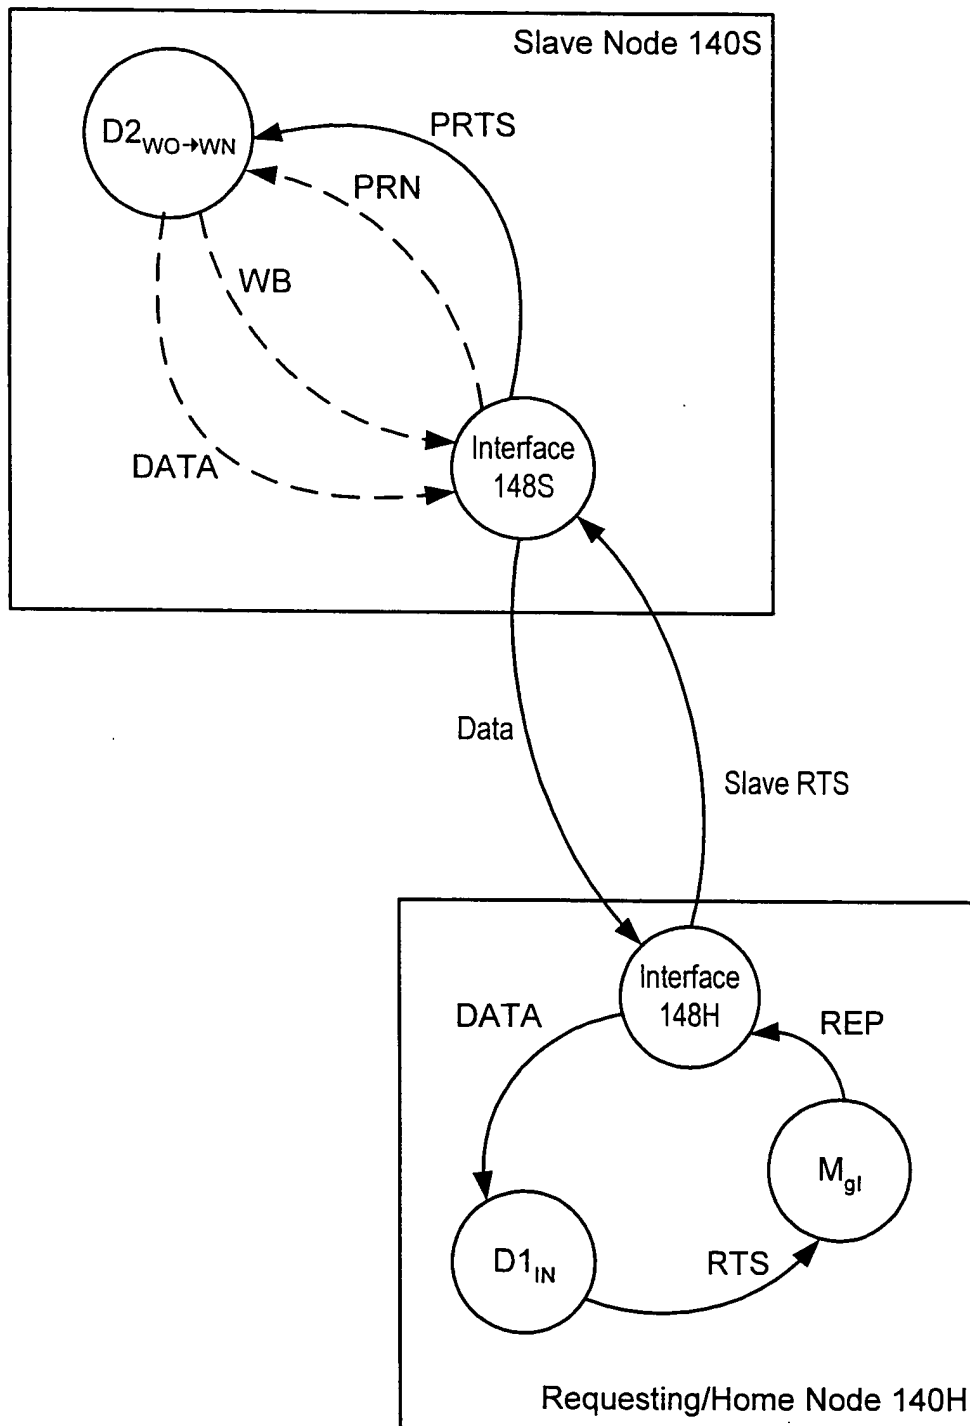 Slave Node 140S
D2WO→WN
PRTS
PRN
WB
DATA
Interface
148S
Data
Slave RTS
Interface
148H
DATA
REP
MgI
D1IN
RTS
Requesting/Home Node 140H